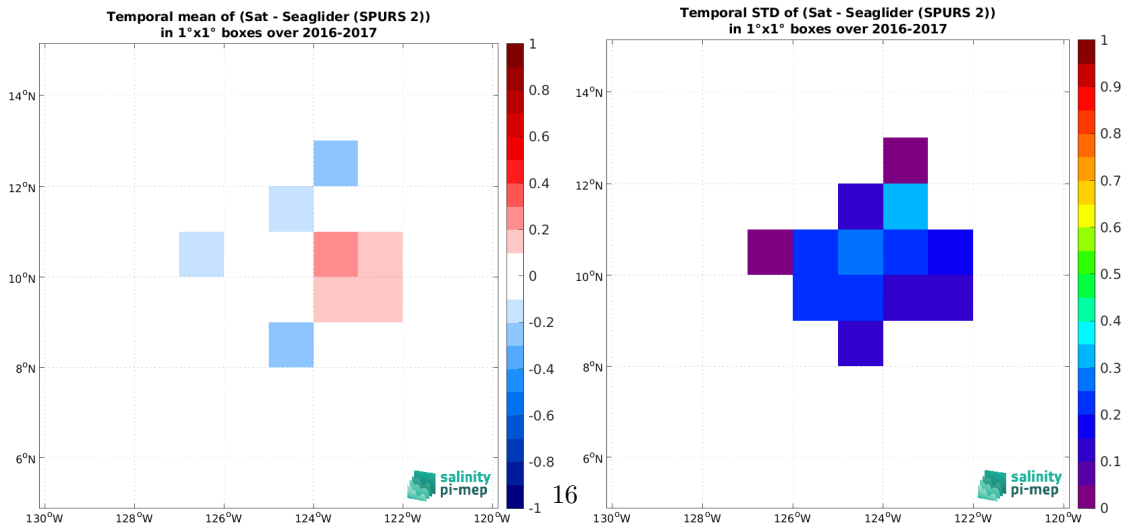 Temporal mean of (Sat - Seaglider (SPURS 2))
in 1°x1° boxes over 2016-2017
14°N
12°N
10°N
8°N
6°N
130°W
128°W
126°W
124°W
122°W
120°W
1
0.8
0.6
0.4
0.2
0
-0.2
-0.4
-0.6
-0.8
-1
salinity
pi-mep
16
Temporal STD of (Sat - Seaglider (SPURS 2))
in 1°x1° boxes over 2016-2017
14°N
12°N
10°N
8°N
6°N
130°W
128°W
126°W
124°W
122°W
120°W
1
0.9
0.8
0.7
0.6
0.5
0.4
0.3
0.2
0.1
0
salinity
pi-mep